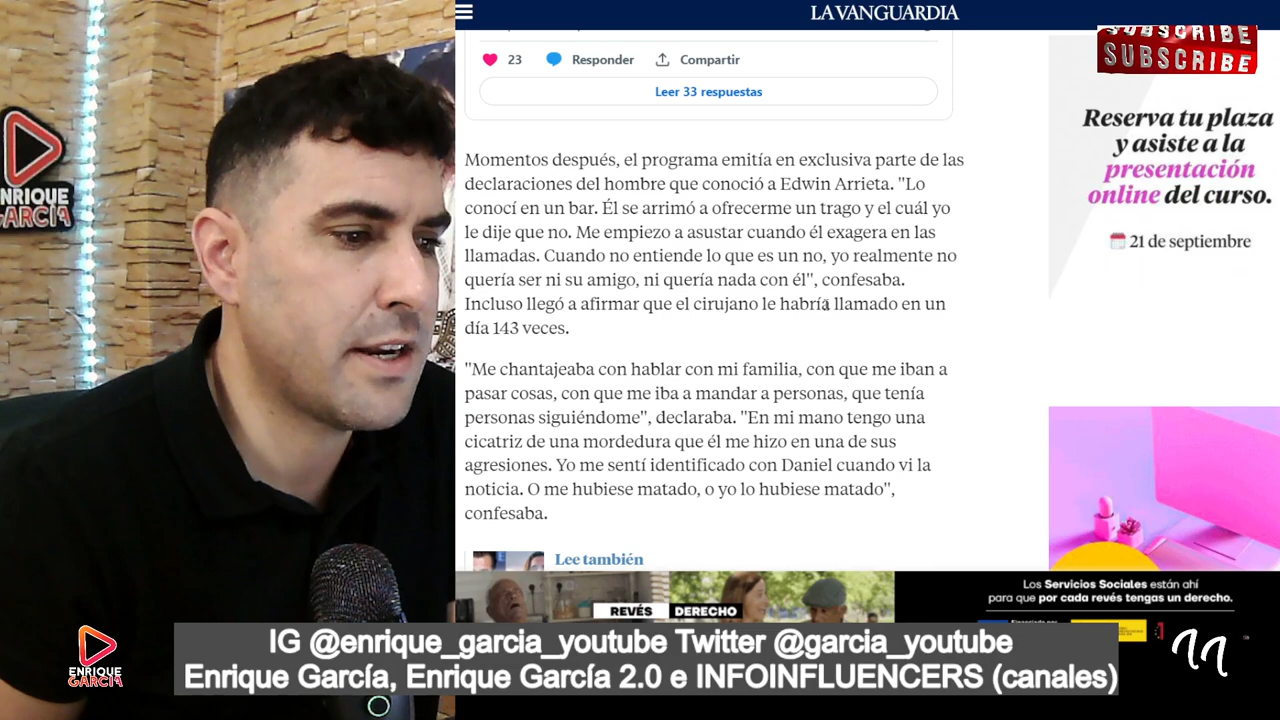 LA VANGUARDIA
SUBSCRIBE
SUBSCRIBE
23 Responder Compartir
Leer 33 respuestas
Momentos después, el programa emitía en exclusiva parte de las
declaraciones del hombre que conoció a Edwin Arrieta. "Lo
conocí en un bar. Él se arrimó a ofrecerme un trago y el cuál yo
le dije que no. Me empiezo a asustar cuando él exagera en las
llamadas. Cuando no entiende lo que es un no, yo realmente no
quería ser ni su amigo, ni quería nada con él", confesaba.
Incluso llegó a afirmar que el cirujano le habría llamado en un
día 143 veces.
"Me chantajeaba con hablar con mi familia, con que me iban a
pasar cosas, con que me iba a mandar a personas, que tenía
personas siguiéndome", declaraba. "En mi mano tengo una
cicatriz de una mordedura que él me hizo en una de sus
agresiones. Yo me sentí identificado con Daniel cuando vi la
noticia. O me hubiese matado, o yo lo hubiese matado",
confesaba.
Lee también
Reserva tu plaza
y asiste a la
presentación
online del curso.
21 de septiembre
ENRIQUE
GARCÍA
REVÉS DERECHO
Los Servicios Sociales están ahí
para que por cada revés tengas un derecho.
ENRIQUE
GARCÍA
IG @enrique_garcia_youtube Twitter @garcia_youtube
Enrique García, Enrique García 2.0 e INFOINFLUENCERS (canales)